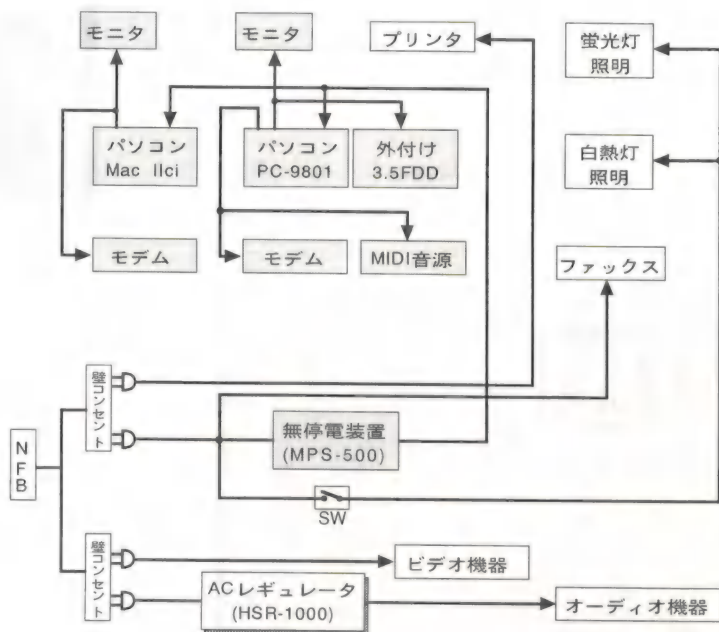 モニタ
モニタ
プリンタ
蛍光灯
照明
パソコン
Mac IIci
パソコン
PC-9801
外付け
3.5FDD
白熱灯
照明
モデム
モデム
MIDI音源
ファックス
壁コンセント
無停電装置
(MPS-500)
NFB
SW
壁コンセント
ビデオ機器
ACレギュレータ
(HSR-1000)
オーディオ機器